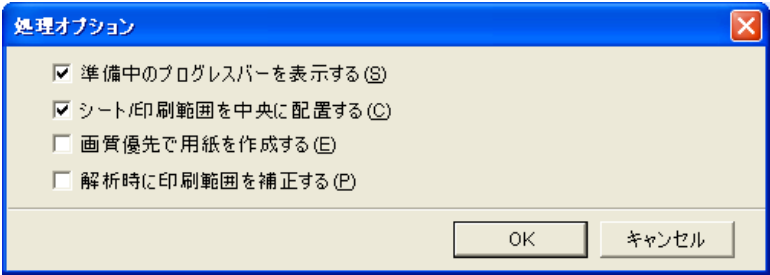 処理オプション
準備中のプログレスバーを表示する(S)
シート/印刷範囲を中央に配置する(C)
画質優先で用紙を作成する(E)
解析時に印刷範囲を補正する(P)
OK キャンセル